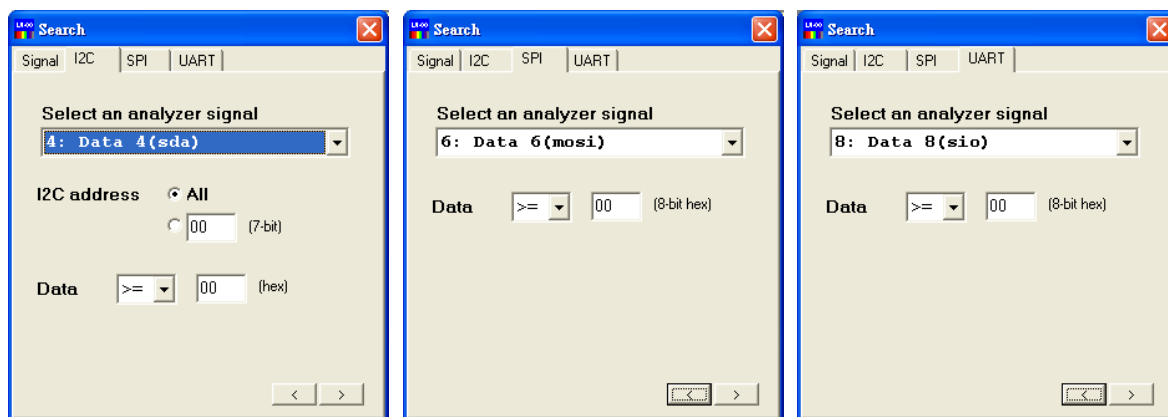 Search
Signal I2C SPI UART
Select an analyzer signal
4: Data 4(sda)
I2C address All
00 (7-bit)
Data >= 00 (hex)
< >
Search
Signal I2C SPI UART
Select an analyzer signal
6: Data 6(mosi)
Data >= 00 (8-bit hex)
< >
Search
Signal I2C SPI UART
Select an analyzer signal
8: Data 8(sio)
Data >= 00 (8-bit hex)
< >